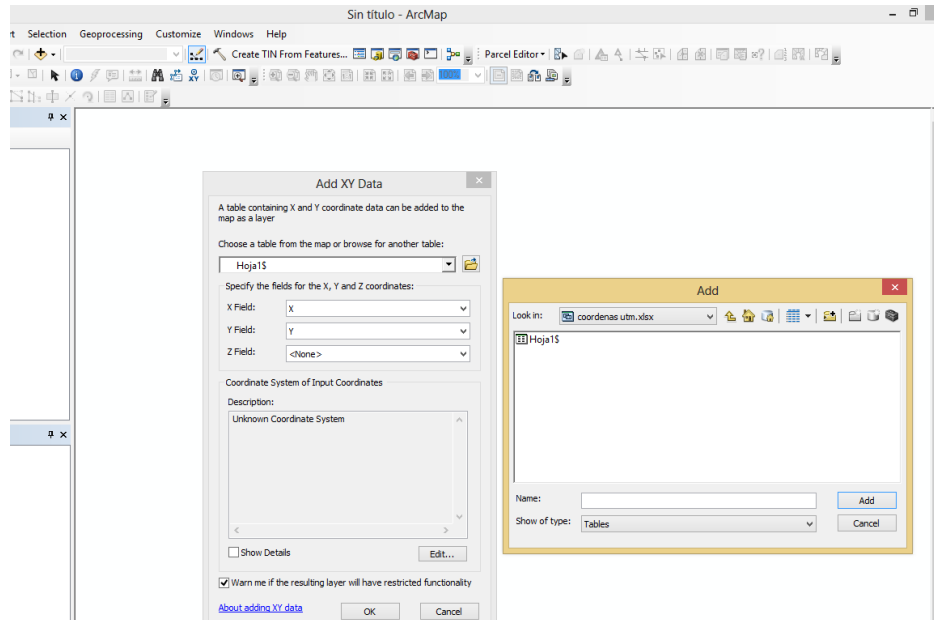 Sin título - ArcMap
Selection Geoprocessing Customize Windows Help
Create TIN From Features... Parcel Editor
100%
Add XY Data
A table containing X and Y coordinate data can be added to the
map as a layer
Choose a table from the map or browse for another table:
Hoja1$
Specify the fields for the X, Y and Z coordinates:
X Field: X
Y Field: Y
Z Field: <None>
Coordinate System of Input Coordinates
Description:
Unknown Coordinate System
Show Details Edit...
Warn me if the resulting layer will have restricted functionality
About adding XY data OK Cancel
Add
Look in: coordenas utm.xlsx
Hoja1$
Name: Add
Show of type: Tables Cancel